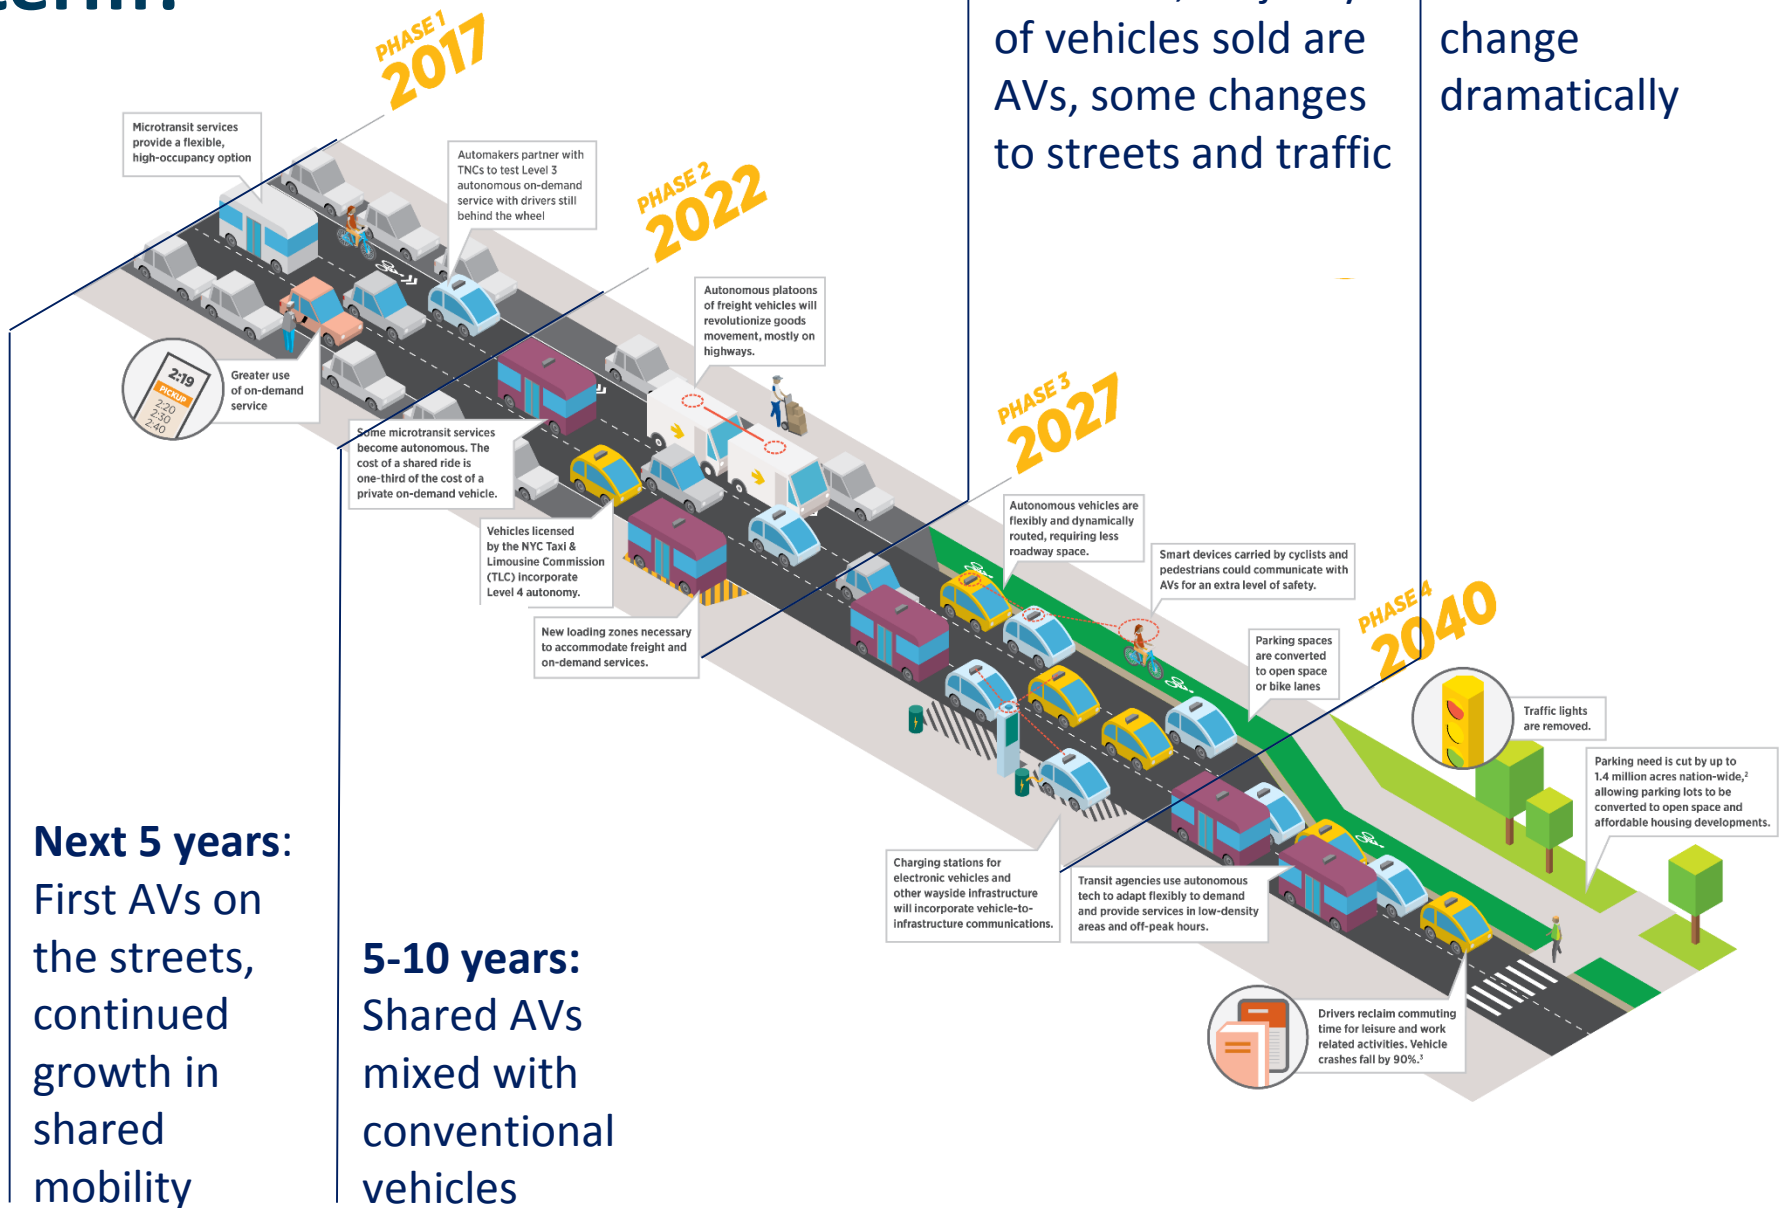 PHASE 1
2017
of vehicles sold are
AVs, some changes
to streets and traffic
change
dramatically
Microtransit services
provide a flexible,
high-occupancy option
Automakers partner with
TNCs to test Level 3
autonomous on-demand
service with drivers still
behind the wheel
PHASE 2
2022
Autonomous platoons
of freight vehicles will
revolutionize goods
movement, mostly on
highways.
2:19
PICKUP
2:20
2:30
2:40
Greater use
of on-demand
service
Some microtransit services
become autonomous. The
cost of a shared ride is
one-third of the cost of a
private on-demand vehicle.
PHASE 3
2027
Vehicles licensed
by the NYC Taxi &
Limousine Commission
(TLC) incorporate
Level 4 autonomy.
New loading zones necessary
to accommodate freight and
on-demand services.
Autonomous vehicles are
flexibly and dynamically
routed, requiring less
roadway space.
Smart devices carried by cyclists and
pedestrians could communicate with
AVs for an extra level of safety.
PHASE 4
2040
Parking spaces
are converted
to open space
or bike lanes
Traffic lights
are removed.
Parking need is cut by up to
1.4 million acres nation-wide,²
allowing parking lots to be
converted to open space and
affordable housing developments.
Charging stations for
electronic vehicles and
other wayside infrastructure
will incorporate vehicle-to-
infrastructure communications.
Transit agencies use autonomous
tech to adapt flexibly to demand
and provide services in low-density
areas and off-peak hours.
Drivers reclaim commuting
time for leisure and work
related activities. Vehicle
crashes fall by 90%.³
Next 5 years:
First AVs on
the streets,
continued
growth in
shared
mobility
5-10 years:
Shared AVs
mixed with
conventional
vehicles